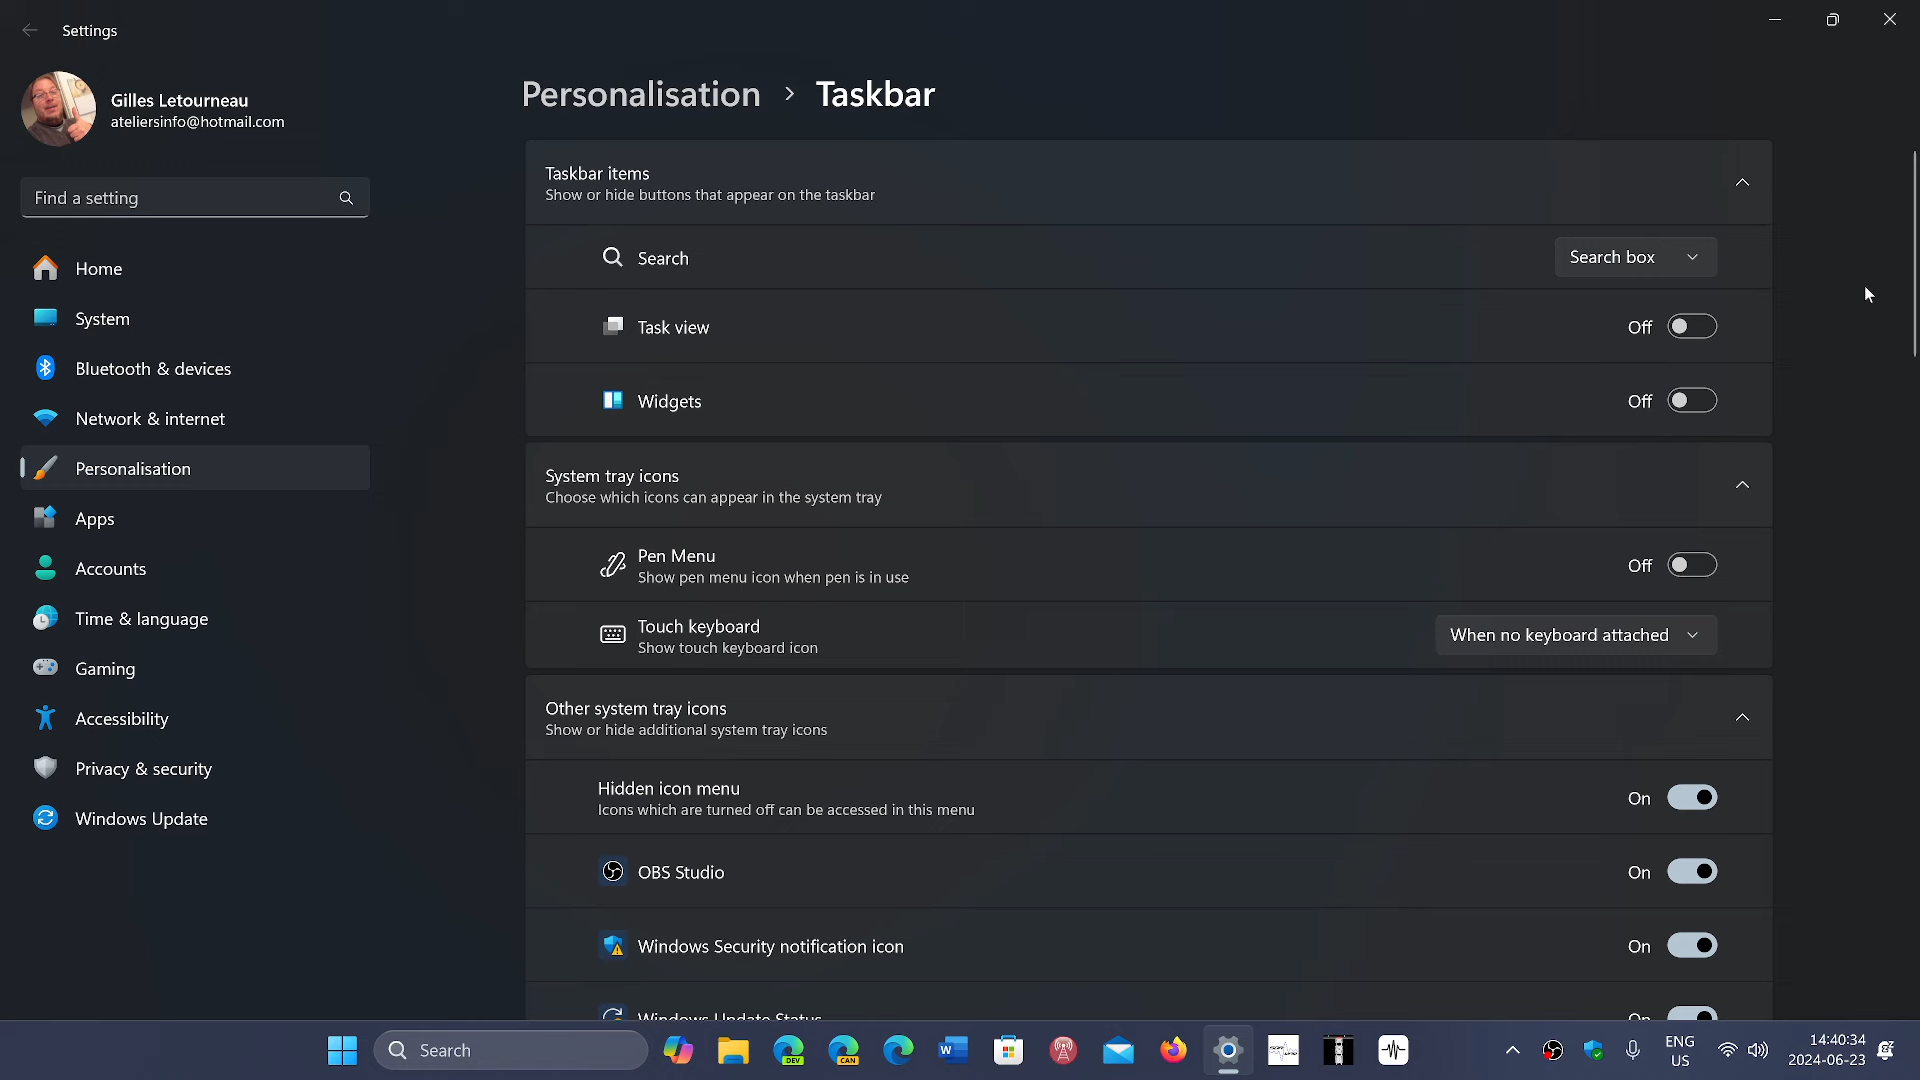 Settings
Gilles Letourneau
ateliersinfo@hotmail.com
Find a setting
Home
System
Bluetooth & devices
Network & internet
Personalisation
Apps
Accounts
Time & language
Gaming
Accessibility
Privacy & security
Windows Update
Personalisation > Taskbar
Taskbar items
Show or hide buttons that appear on the taskbar
Search
Search box
Task view
Off
Widgets
Off
System tray icons
Choose which icons can appear in the system tray
Pen Menu
Show pen menu icon when pen is in use
Off
Touch keyboard
Show touch keyboard icon
When no keyboard attached
Other system tray icons
Show or hide additional system tray icons
Hidden icon menu
Icons which are turned off can be accessed in this menu
On
OBS Studio
On
Windows Security notification icon
On
Windows Update Status
On
Search
DEV
CAN
W
ENG
US
14:40:34
2024-06-23